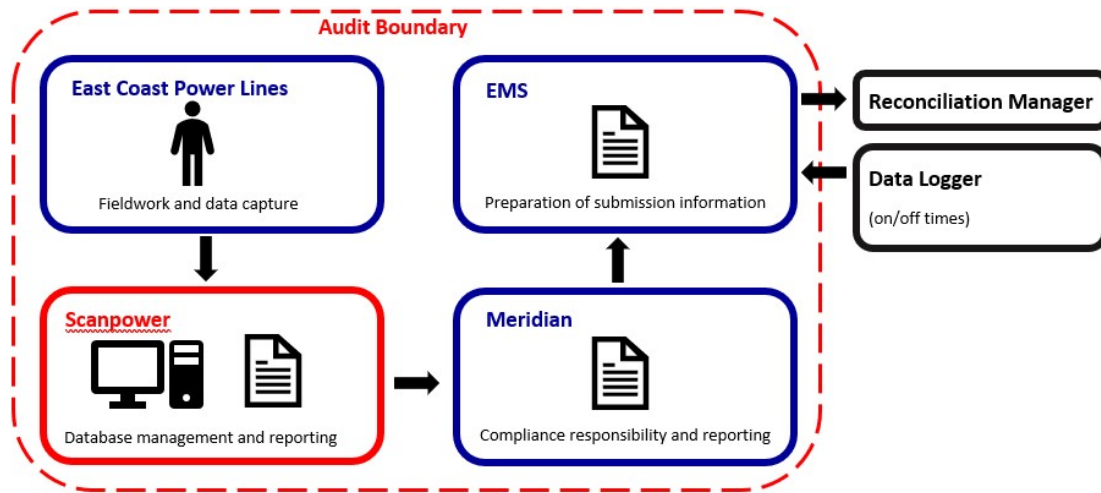 Audit Boundary
East Coast Power Lines
Fieldwork and data capture
EMS
Preparation of submission information
Reconciliation Manager
Data Logger
(on/off times)
Scanpower
Database management and reporting
Meridian
Compliance responsibility and reporting